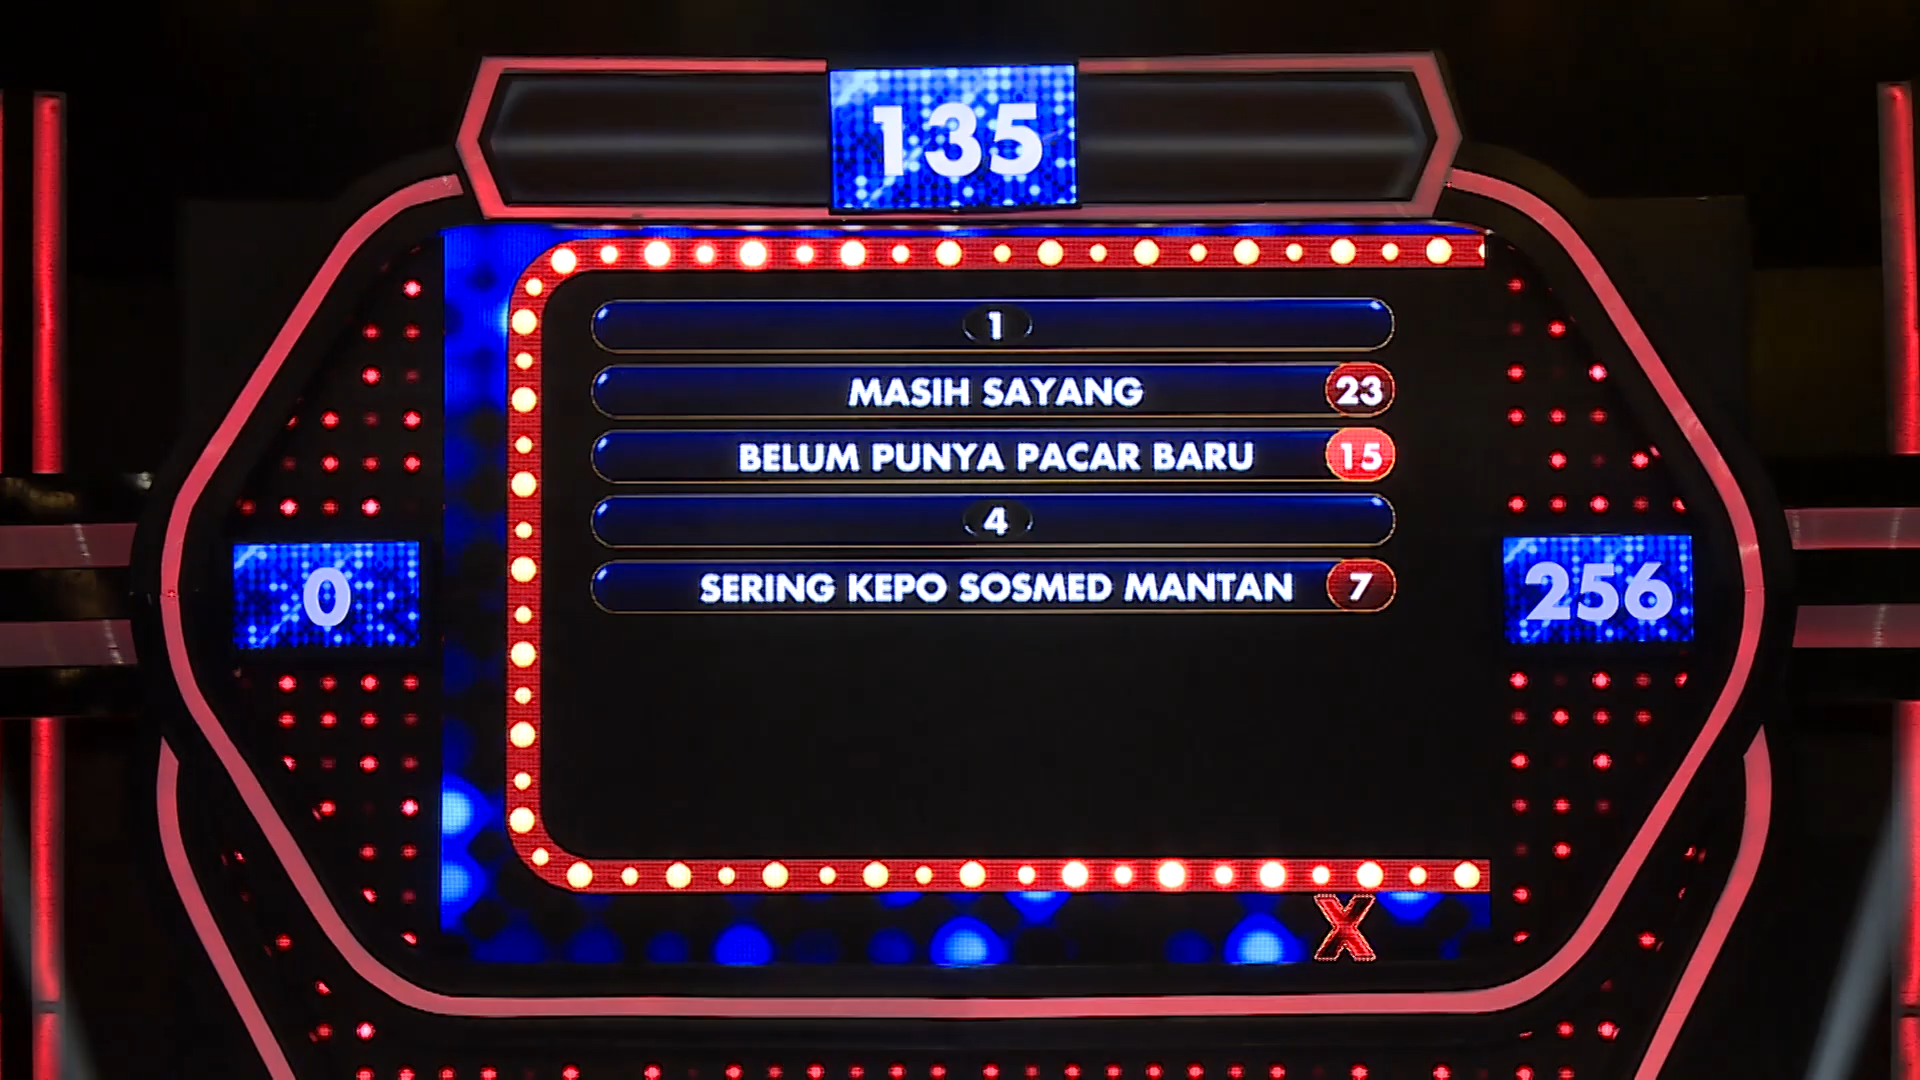 135
1
MASIH SAYANG 23
BELUM PUNYA PACAR BARU 15
4
SERING KEPO SOSMED MANTAN 7
0
256
X